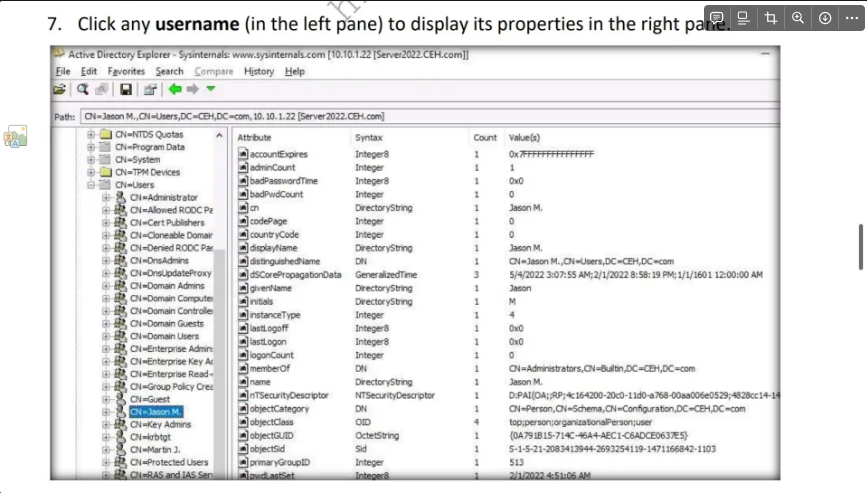 7. Click any username (in the left pane) to display its properties in the right pane.
Active Directory Explorer - Sysinternals: www.sysinternals.com [10.10.1.22 [Server2022.CEH.com]]
File Edit Favorites Search Compare History Help
Path: CN=Jason M.,CN=Users,DC=CEH,DC=com,10.10.1.22 [Server2022.CEH.com]
CN=NTDS Quotas
CN=Program Data
CN=System
CN=TPM Devices
CN=Users
CN=Administrator
CN=Allowed RODC Pa
CN=Cert Publishers
CN=Cloneable Domair
CN=Denied RODC Pas
CN=DnsAdmins
CN=DnsUpdateProxy
CN=Domain Admins
CN=Domain Compute
CN=Domain Controlle
CN=Domain Guests
CN=Domain Users
CN=Enterprise Admin
CN=Enterprise Key A
CN=Enterprise Read-
CN=Group Policy Crea
CN=Guest
CN=Jason M.
CN=Key Admins
CN=krbtgt
CN=Martin J.
CN=Protected Users
CN=RAS and IAS Ser
Attribute Syntax Count Value(s)
accountExpires Integer8 1 0x7FFFFFFFFFFFFFFF
adminCount Integer 1 1
badPasswordTime Integer8 1 0x0
badPwdCount Integer 1 0
cn DirectoryString 1 Jason M.
codePage Integer 1 0
countryCode Integer 1 0
displayName DirectoryString 1 Jason M.
distinguishedName DN 1 CN=Jason M.,CN=Users,DC=CEH,DC=com
dSCorePropagationData GeneralizedTime 3 5/4/2022 3:07:55 AM;2/1/2022 8:58:19 PM;1/1/1601 12:00:00 AM
givenName DirectoryString 1 Jason
initials DirectoryString 1 M
instanceType Integer 1 4
lastLogoff Integer8 1 0x0
lastLogon Integer8 1 0x0
logonCount Integer 1 0
memberOf DN 1 CN=Administrators,CN=Builtin,DC=CEH,DC=com
name DirectoryString 1 Jason M.
nTSecurityDescriptor NTSecurityDescriptor 1 D:PAI(OA;;RP;4c164200-20c0-11d0-a768-00aa006e0529;4828cc14-14
objectCategory DN 1 CN=Person,CN=Schema,CN=Configuration,DC=CEH,DC=com
objectClass OID 4 top;person;organizationalPerson;user
objectGUID OctetString 1 {0A791B15-714C-46A4-AEC1-C6ADCE0637E5}
objectSid Sid 1 S-1-5-21-2083413944-2693254119-1471166842-1103
primaryGroupID Integer 1 513
pwdLastSet Integer8 1 2/1/2022 4:51:06 AM